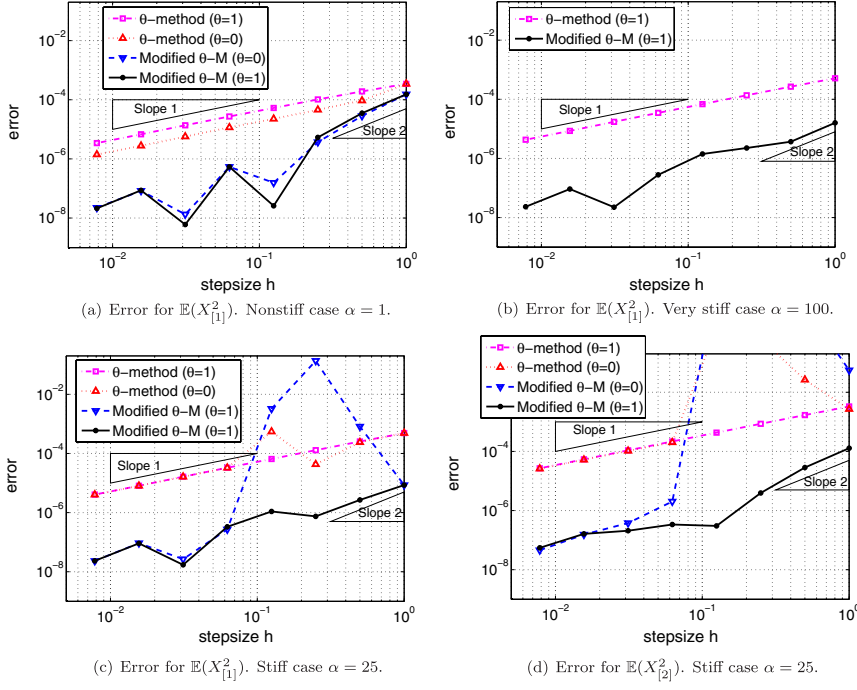 θ−method (θ=1)
θ−method (θ=0)
Modified θ−M (θ=0)
Modified θ−M (θ=1)
Slope 1
Slope 2
error
10^−2
10^−4
10^−6
10^−8
10^−2
10^−1
10^0
stepsize h
(a) Error for 𝔼(X²_[1]). Nonstiff case α = 1.
θ−method (θ=1)
Modified θ−M (θ=1)
Slope 1
Slope 2
error
10^−2
10^−4
10^−6
10^−8
10^−2
10^−1
10^0
stepsize h
(b) Error for 𝔼(X²_[1]). Very stiff case α = 100.
θ−method (θ=1)
θ−method (θ=0)
Modified θ−M (θ=1)
Modified θ−M (θ=1)
Slope 1
Slope 2
error
10^−2
10^−4
10^−6
10^−8
10^−2
10^−1
10^0
stepsize h
(c) Error for 𝔼(X²_[1]). Stiff case α = 25.
θ−method (θ=1)
θ−method (θ=0)
Modified θ−M (θ=0)
Modified θ−M (θ=1)
Slope 1
Slope 2
error
10^−4
10^−6
10^−8
10^−2
10^−1
10^0
stepsize h
(d) Error for 𝔼(X²_[2]). Stiff case α = 25.